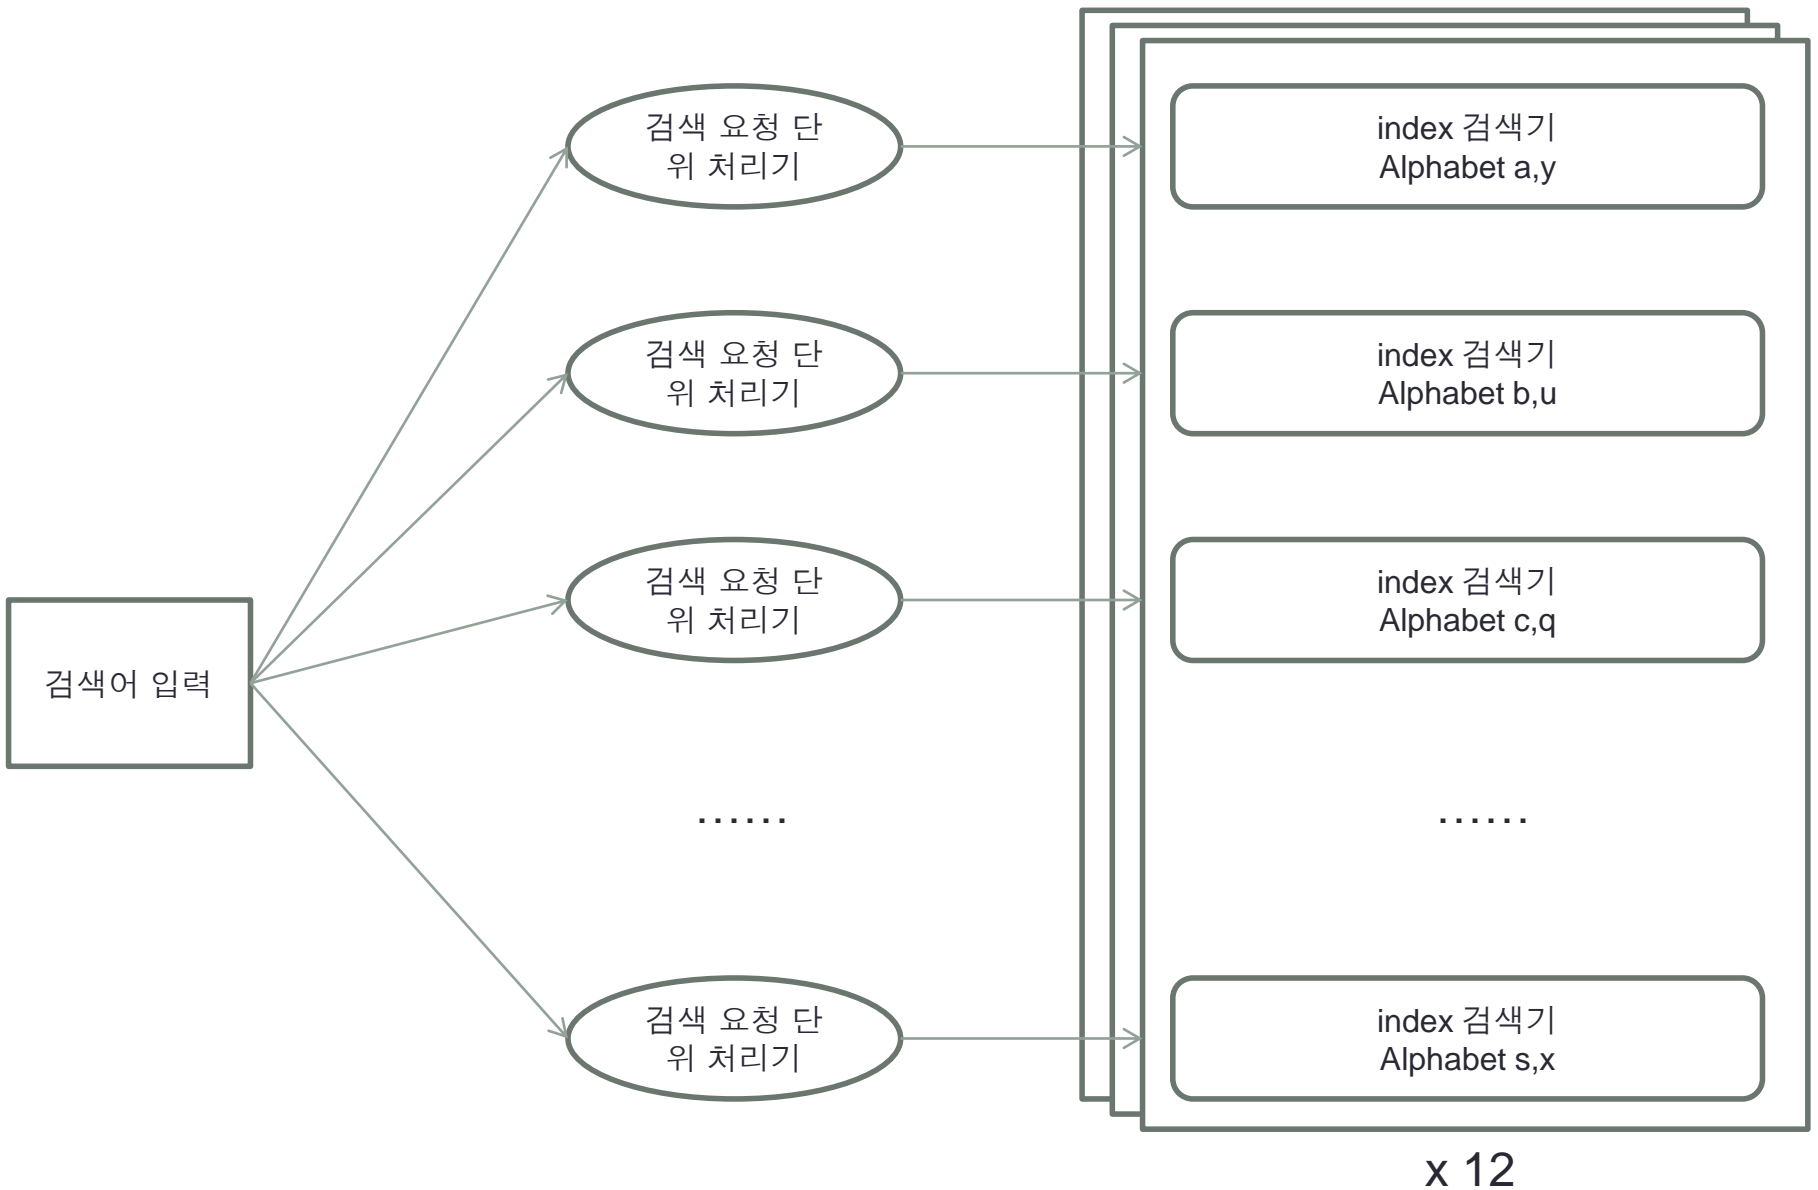 검색 요청 단
위 처리기
index 검색기
Alphabet a,y
검색 요청 단
위 처리기
index 검색기
Alphabet b,u
검색 요청 단
위 처리기
index 검색기
Alphabet c,q
검색어 입력
......
......
검색 요청 단
위 처리기
index 검색기
Alphabet s,x
x 12